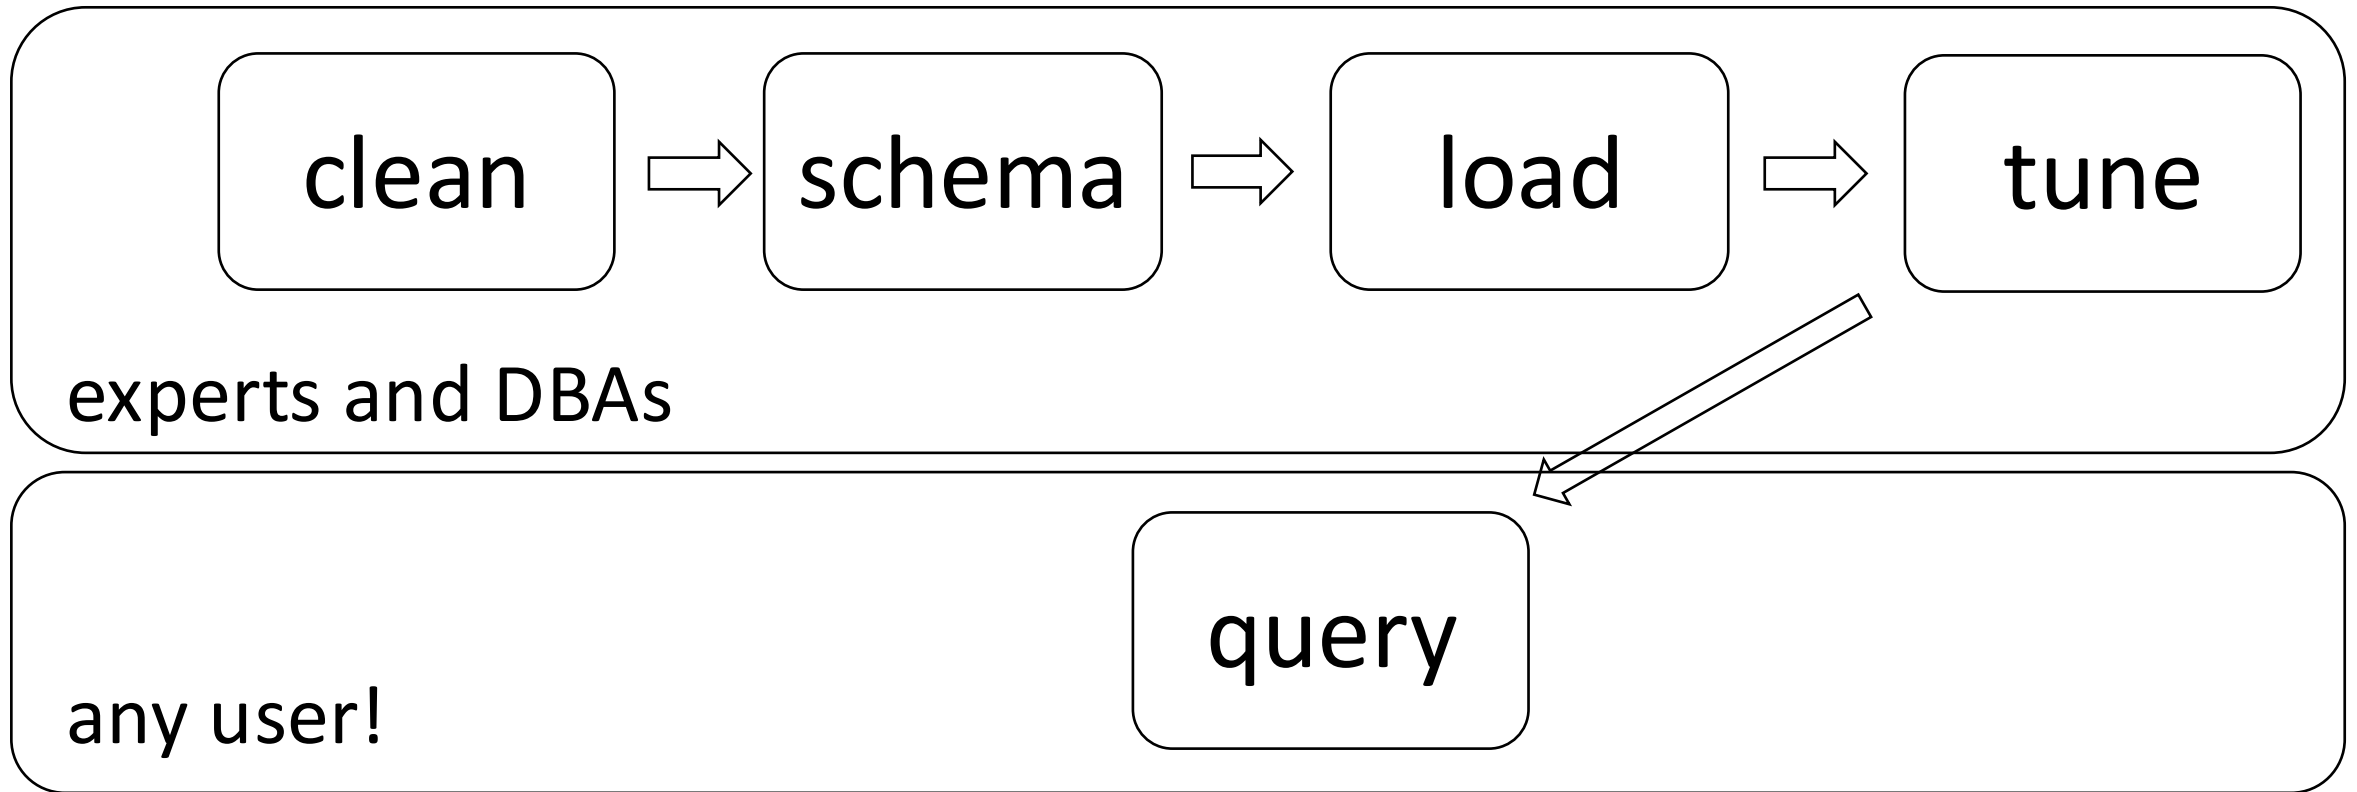 clean
schema
load
tune
experts and DBAs
query
any user!